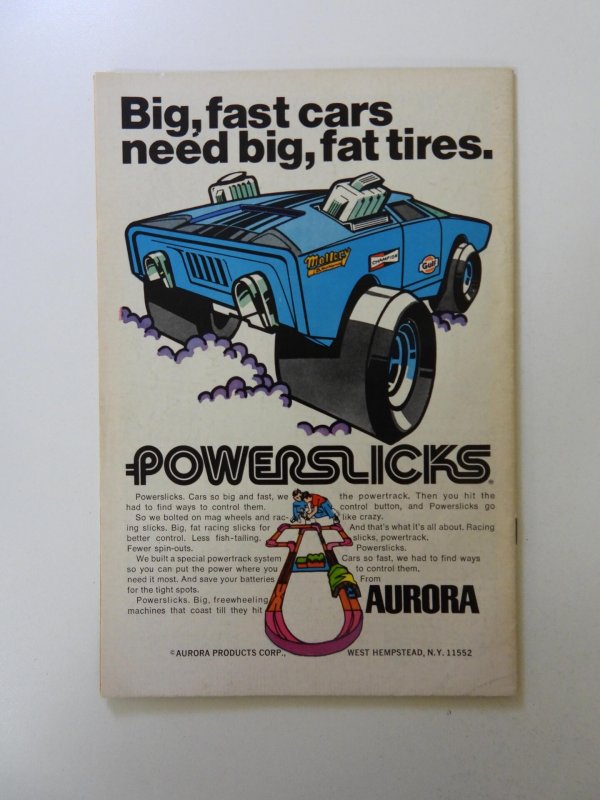 Big, fast cars
need big, fat tires.
Mallory
CHAMPION
Gulf
POWERSLICKS®
Powerslicks. Cars so big and fast, we
had to find ways to control them.
So we bolted on mag wheels and rac-
ing slicks. Big, fat racing slicks for
better control. Less fish-tailing.
Fewer spin-outs.
We built a special powertrack system
so you can put the power where you
need it most. And save your batteries
for the tight spots.
Powerslicks. Big, freewheeling
machines that coast till they hit
the powertrack. Then you hit the
control button, and Powerslicks go
like crazy.
And that's what it's all about. Racing
slicks, powertrack.
Powerslicks.
Cars so fast, we had to find ways
to control them.
From
AURORA
©AURORA PRODUCTS CORP., WEST HEMPSTEAD, N.Y. 11552